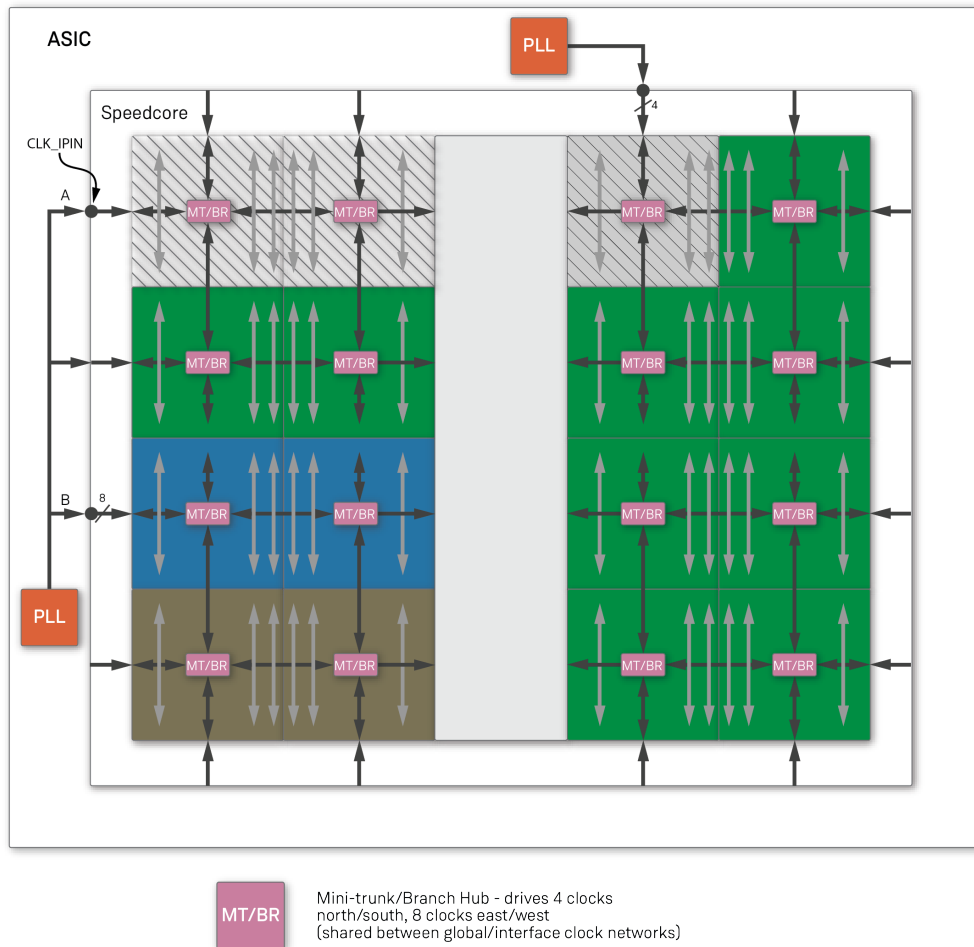 ASIC
PLL
4
Speedcore
CLK_IPIN
A
MT/BR
MT/BR
MT/BR
MT/BR
MT/BR
MT/BR
MT/BR
MT/BR
B
8
MT/BR
MT/BR
MT/BR
MT/BR
PLL
MT/BR
MT/BR
MT/BR
MT/BR
MT/BR
Mini-trunk/Branch Hub - drives 4 clocks
north/south, 8 clocks east/west
(shared between global/interface clock networks)